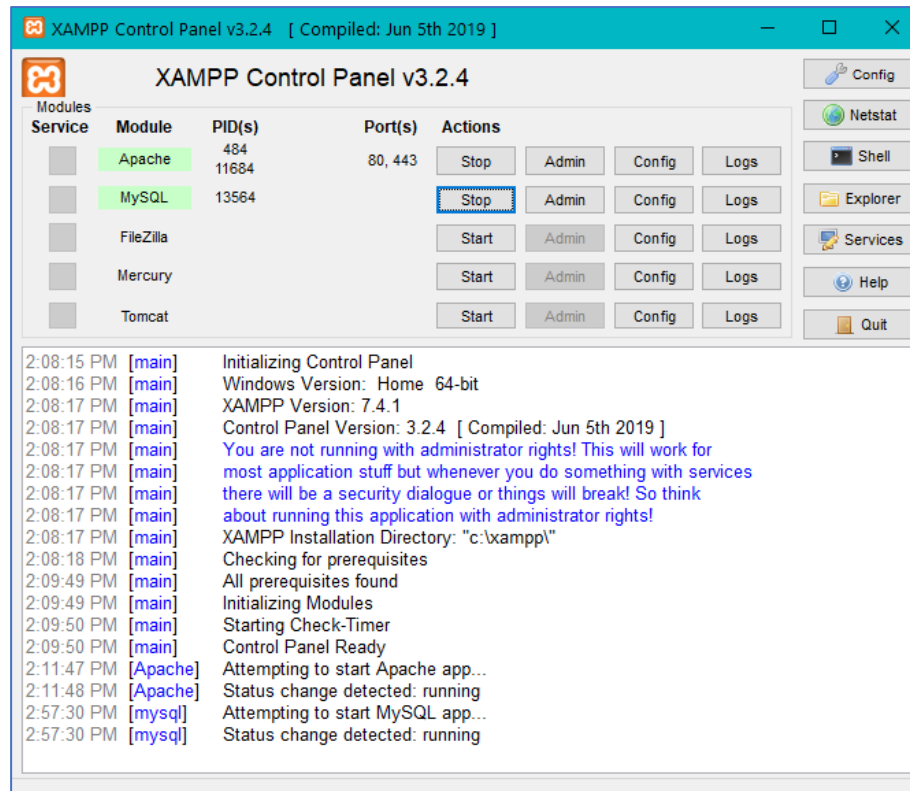 XAMPP Control Panel v3.2.4 [ Compiled: Jun 5th 2019 ]
XAMPP Control Panel v3.2.4
Config
Modules
Netstat
Service Module PID(s) Port(s) Actions
Apache 484 11684 80, 443 Stop Admin Config Logs
Shell
MySQL 13564 Stop Admin Config Logs
Explorer
FileZilla Start Admin Config Logs
Services
Mercury Start Admin Config Logs
Help
Tomcat Start Admin Config Logs
Quit
2:08:15 PM [main] Initializing Control Panel
2:08:16 PM [main] Windows Version: Home 64-bit
2:08:17 PM [main] XAMPP Version: 7.4.1
2:08:17 PM [main] Control Panel Version: 3.2.4 [ Compiled: Jun 5th 2019 ]
2:08:17 PM [main] You are not running with administrator rights! This will work for
2:08:17 PM [main] most application stuff but whenever you do something with services
2:08:17 PM [main] there will be a security dialogue or things will break! So think
2:08:17 PM [main] about running this application with administrator rights!
2:08:17 PM [main] XAMPP Installation Directory: "c:\xampp\"
2:08:18 PM [main] Checking for prerequisites
2:09:49 PM [main] All prerequisites found
2:09:49 PM [main] Initializing Modules
2:09:50 PM [main] Starting Check-Timer
2:09:50 PM [main] Control Panel Ready
2:11:47 PM [Apache] Attempting to start Apache app...
2:11:48 PM [Apache] Status change detected: running
2:57:30 PM [mysql] Attempting to start MySQL app...
2:57:30 PM [mysql] Status change detected: running